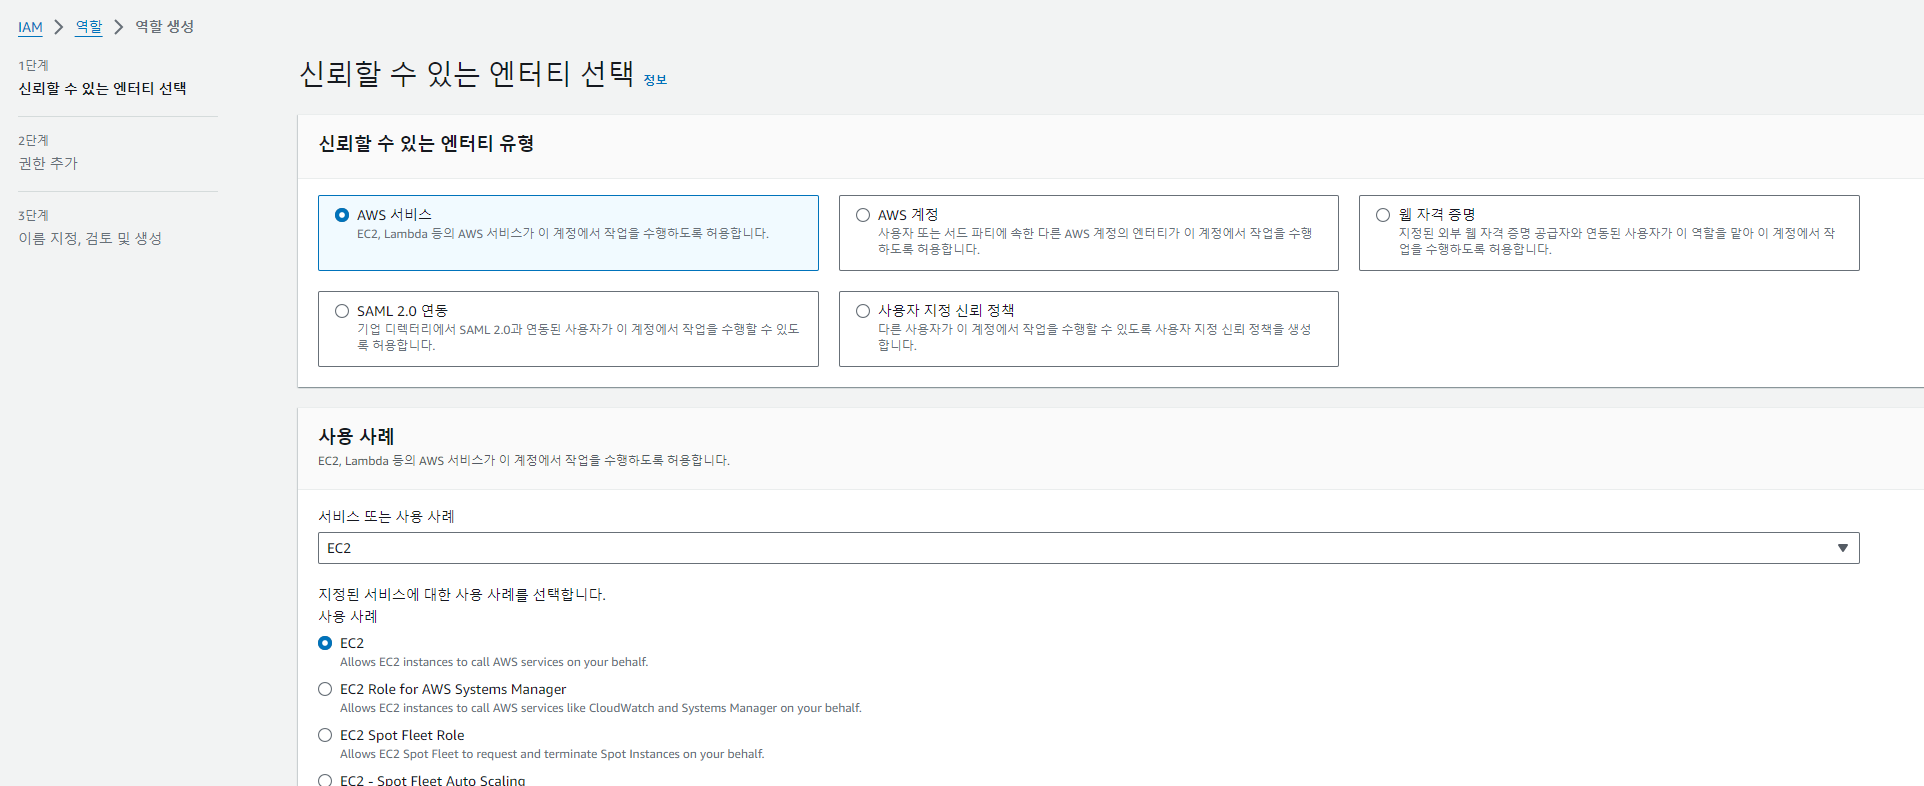 IAM > 역할 > 역할 생성
1단계
신뢰할 수 있는 엔터티 선택
2단계
권한 추가
3단계
이름 지정, 검토 및 생성
신뢰할 수 있는 엔터티 선택 정보
신뢰할 수 있는 엔터티 유형
AWS 서비스
EC2, Lambda 등의 AWS 서비스가 이 계정에서 작업을 수행하도록 허용합니다.
AWS 계정
사용자 또는 서드 파티에 속한 다른 AWS 계정의 엔터티가 이 계정에서 작업을 수행
하도록 허용합니다.
웹 자격 증명
지정된 외부 웹 자격 증명 공급자와 연동된 사용자가 이 역할을 맡아 이 계정에서 작
업을 수행하도록 허용합니다.
SAML 2.0 연동
기업 디렉터리에서 SAML 2.0과 연동된 사용자가 이 계정에서 작업을 수행할 수 있도
록 허용합니다.
사용자 지정 신뢰 정책
다른 사용자가 이 계정에서 작업을 수행할 수 있도록 사용자 지정 신뢰 정책을 생성
합니다.
사용 사례
EC2, Lambda 등의 AWS 서비스가 이 계정에서 작업을 수행하도록 허용합니다.
서비스 또는 사용 사례
EC2
지정된 서비스에 대한 사용 사례를 선택합니다.
사용 사례
EC2
Allows EC2 instances to call AWS services on your behalf.
EC2 Role for AWS Systems Manager
Allows EC2 instances to call AWS services like CloudWatch and Systems Manager on your behalf.
EC2 Spot Fleet Role
Allows EC2 Spot Fleet to request and terminate Spot Instances on your behalf.
EC2 - Spot Fleet Auto Scaling